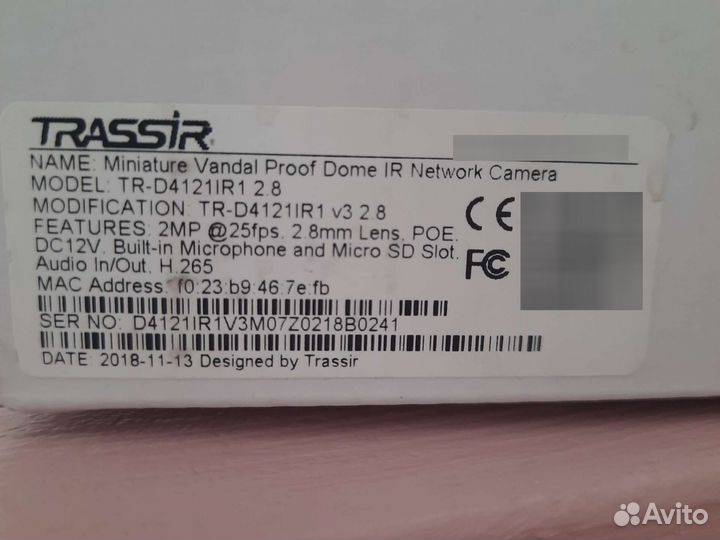 TRASSIR
NAME: Miniature Vandal Proof Dome IR Network Camera
MODEL: TR-D4121IR1 2.8
MODIFICATION: TR-D4121IR1 v3 2.8
FEATURES: 2MP @25fps, 2.8mm Lens, POE,
DC12V, Built-in Microphone and Micro SD Slot,
Audio In/Out, H.265
MAC Address: f0:23:b9:46:7e:fb
SER NO: D4121IR1V3M07Z0218B0241
DATE: 2018-11-13 Designed by Trassir
CE
FC
Avito